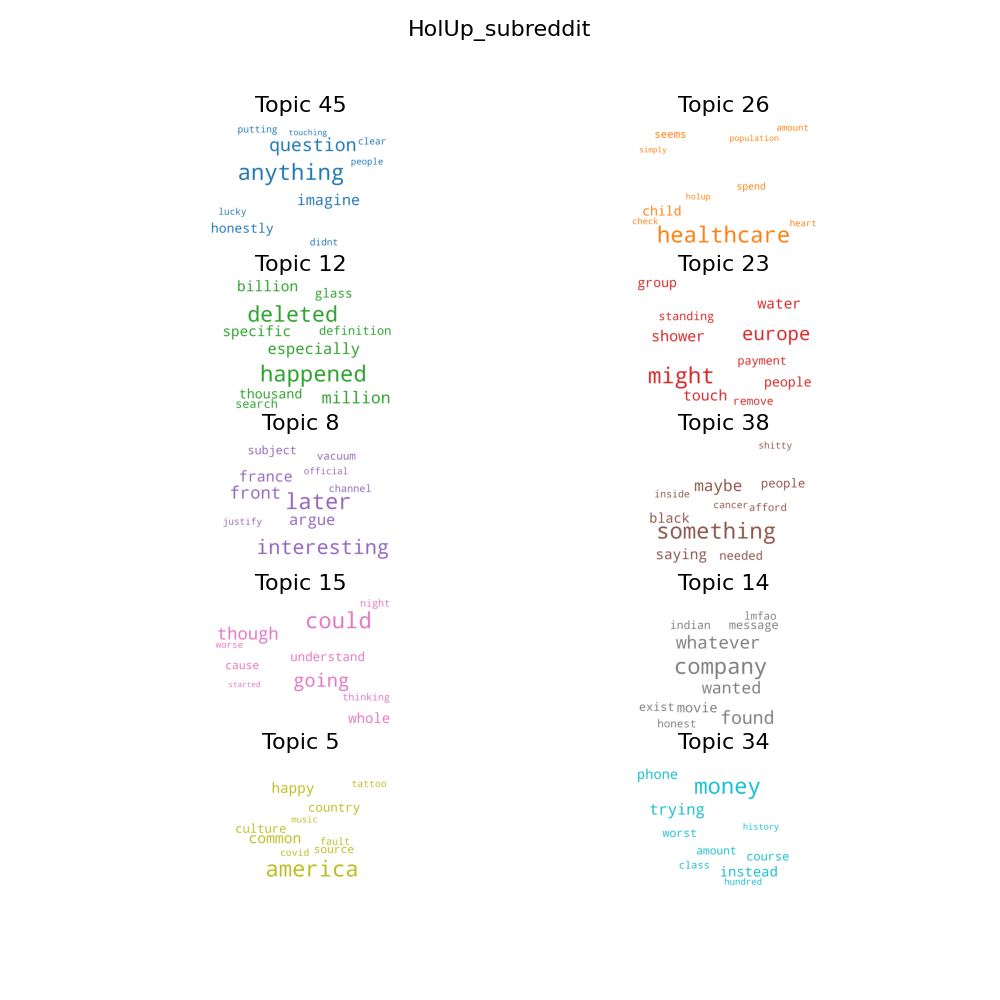 HolUp_subreddit
Topic 45
putting touching
question clear
anything people
imagine
lucky
honestly
didnt
Topic 26
amount
seems population
simply
spend
holup
child
check heart
healthcare
Topic 12
billion glass
deleted
specific definition
especially
happened
thousand million
search
Topic 23
group
water
standing
shower europe
payment
might people
touch remove
Topic 8
subject vacuum
france official
front channel
later
justify argue
interesting
Topic 38
shitty
maybe people
inside
cancer afford
black
something
saying needed
Topic 15
night
could
though
worse
understand
cause
going
started
thinking
whole
Topic 14
lmfao
indian message
whatever
company
wanted
exist movie
found
honest
Topic 5
happy tattoo
country
music
culture
common fault
covid source
america
Topic 34
phone
money
trying
history
worst
amount course
class instead
hundred